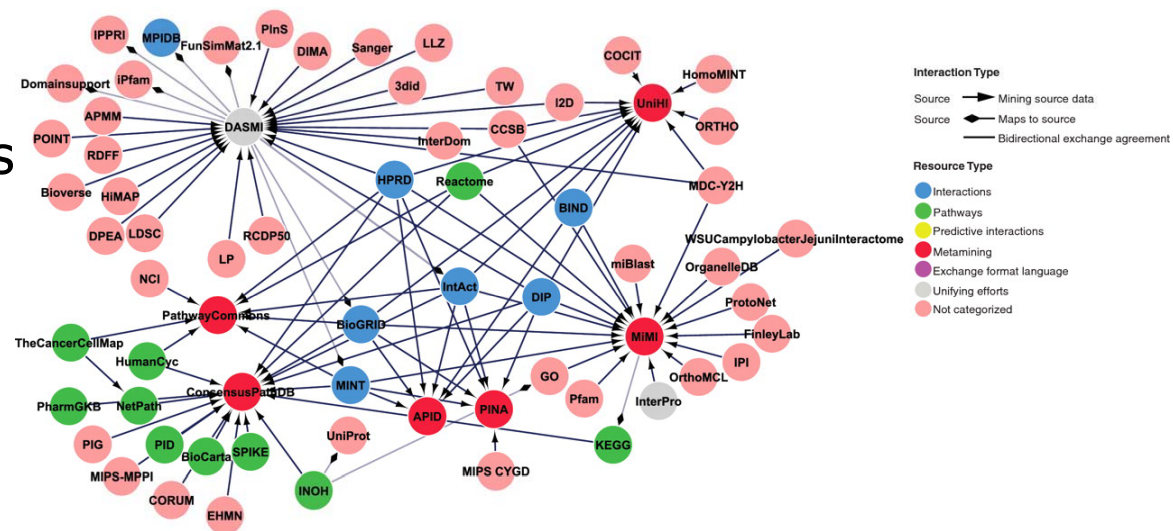 s
IPPRI
MPIDB
FunSimMat2.1
PInS
DIMA
Sanger
LLZ
Domainsupport
iPfam
3did
TW
I2D
COCIT
HomoMINT
UniHI
ORTHO
APMM
DASMI
CCSB
InterDom
POINT
RDFF
Bioverse
HiMAP
HPRD
Reactome
MDC-Y2H
BIND
DPEA
LDSC
RCDP50
LP
WSUCampylobacterJejuniInteractome
miBlast
OrganelleDB
NCI
IntAct
DIP
ProtoNet
PathwayCommons
BioGRID
MiMI
FinleyLab
TheCancerCellMap
HumanCyc
IPI
OrthoMCL
GO
Pfam
InterPro
ConsensusPathDB
MINT
PharmGKB
NetPath
APID
PINA
PIG
PID
BioCarta
SPIKE
UniProt
KEGG
MIPS-MPPI
MIPS CYGD
CORUM
EHMN
INOH
Interaction Type
Source Mining source data
Source Maps to source
Bidirectional exchange agreement
Resource Type
Interactions
Pathways
Predictive interactions
Metamining
Exchange format language
Unifying efforts
Not categorized